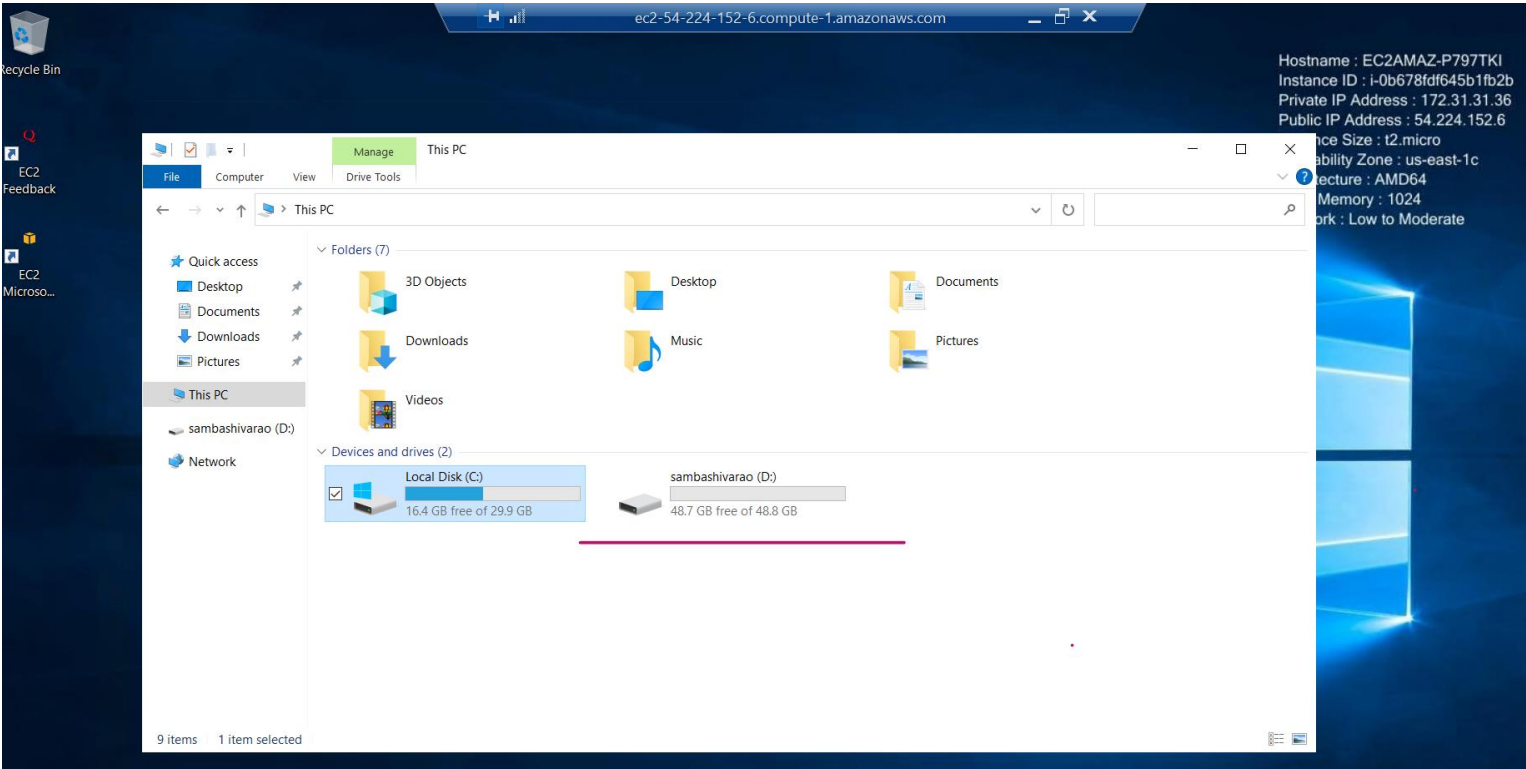 ec2-54-224-152-6.compute-1.amazonaws.com
Recycle Bin
EC2
Feedback
EC2
Microso...
Hostname : EC2AMAZ-P797TKI
Instance ID : i-0b678fdf645b1fb2b
Private IP Address : 172.31.31.36
Public IP Address : 54.224.152.6
nce Size : t2.micro
ability Zone : us-east-1c
tecture : AMD64
Memory : 1024
ork : Low to Moderate
Manage
This PC
File
Computer
View
Drive Tools
This PC
Quick access
Desktop
Documents
Downloads
Pictures
This PC
sambashivarao (D:)
Network
Folders (7)
3D Objects
Desktop
Documents
Downloads
Music
Pictures
Videos
Devices and drives (2)
Local Disk (C:)
16.4 GB free of 29.9 GB
sambashivarao (D:)
48.7 GB free of 48.8 GB
9 items
1 item selected